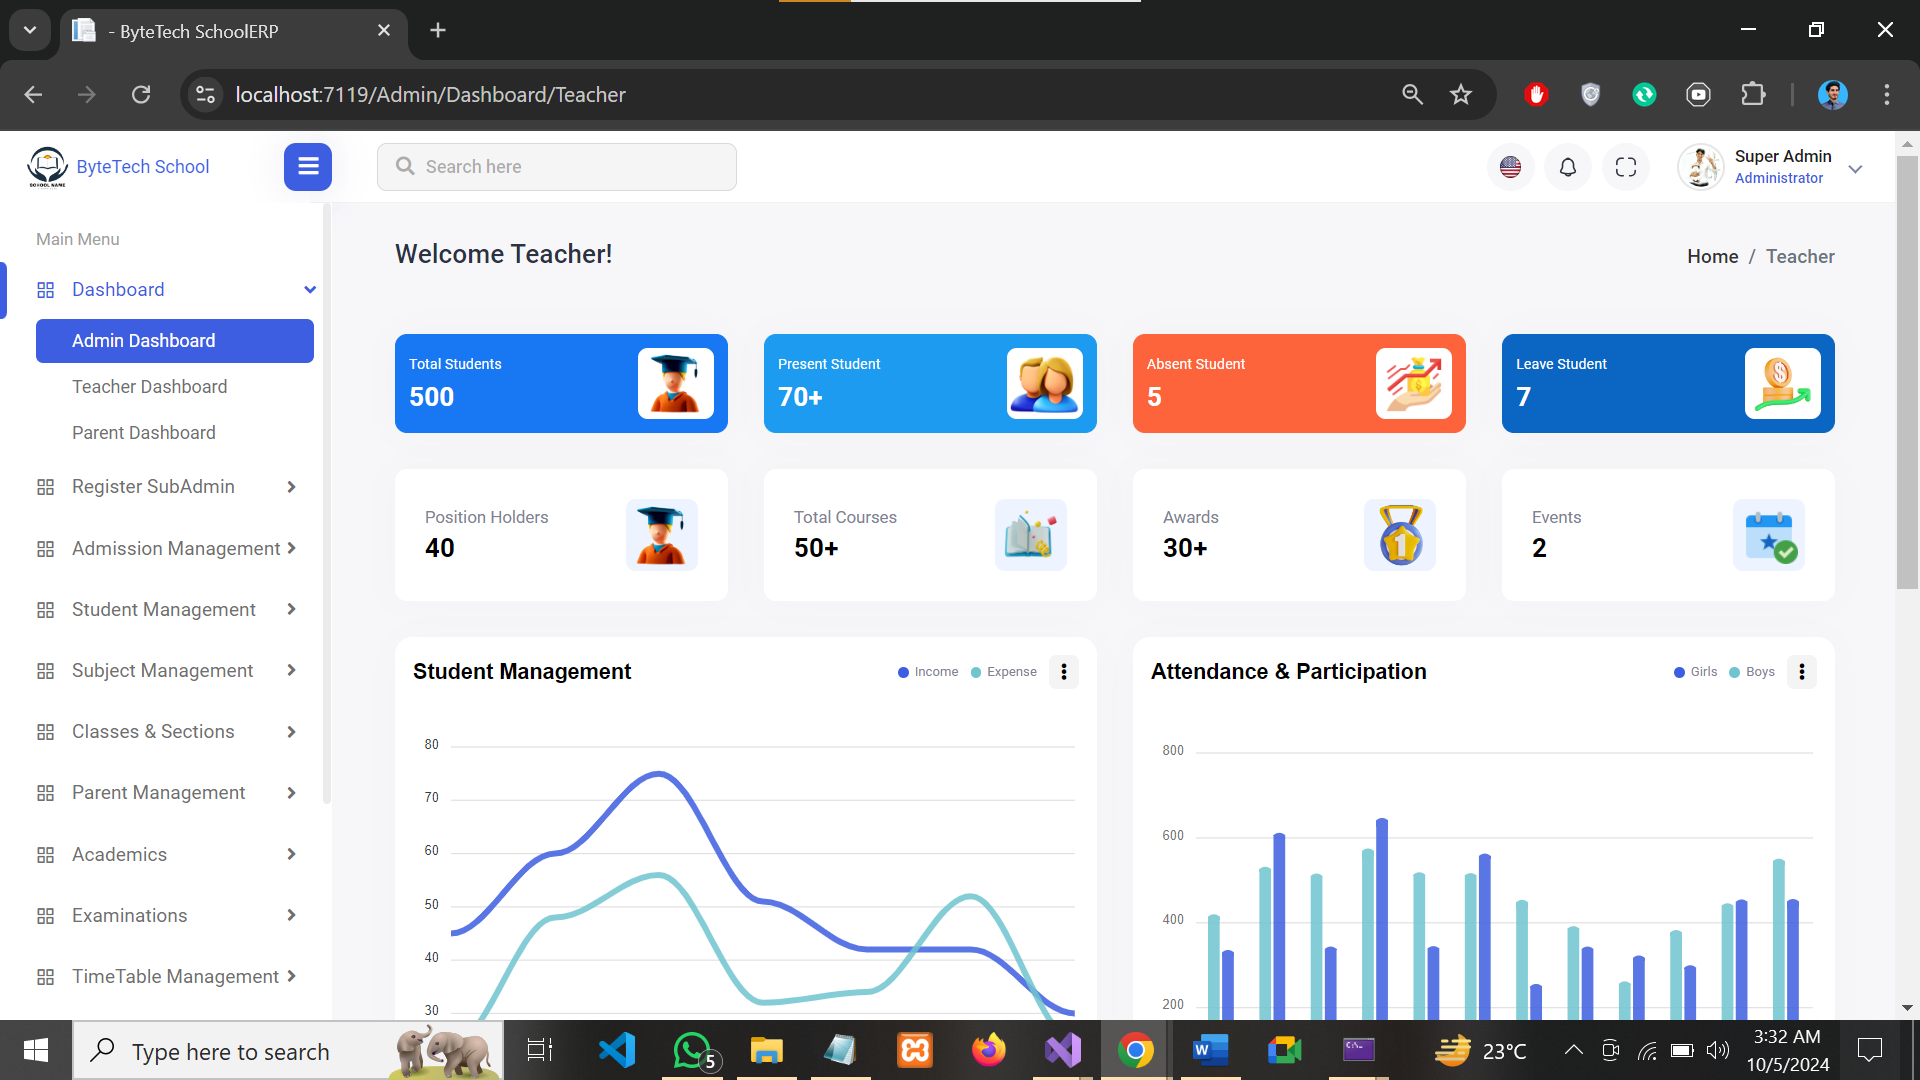 - ByteTech SchoolERP
localhost:7119/Admin/Dashboard/Teacher
SCHOOL NAME
ByteTech School
Search here
Super Admin
Administrator
Main Menu
Dashboard
Admin Dashboard
Teacher Dashboard
Parent Dashboard
Register SubAdmin
Admission Management
Student Management
Subject Management
Classes & Sections
Parent Management
Academics
Examinations
TimeTable Management
Welcome Teacher!
Home / Teacher
Total Students
500
Present Student
70+
Absent Student
5
Leave Student
7
Position Holders
40
Total Courses
50+
Awards
30+
1
Events
2
Student Management
Income Expense
80
70
60
50
40
30
Attendance & Participation
Girls Boys
800
600
400
200
Type here to search
5
23°C
3:32 AM
10/5/2024